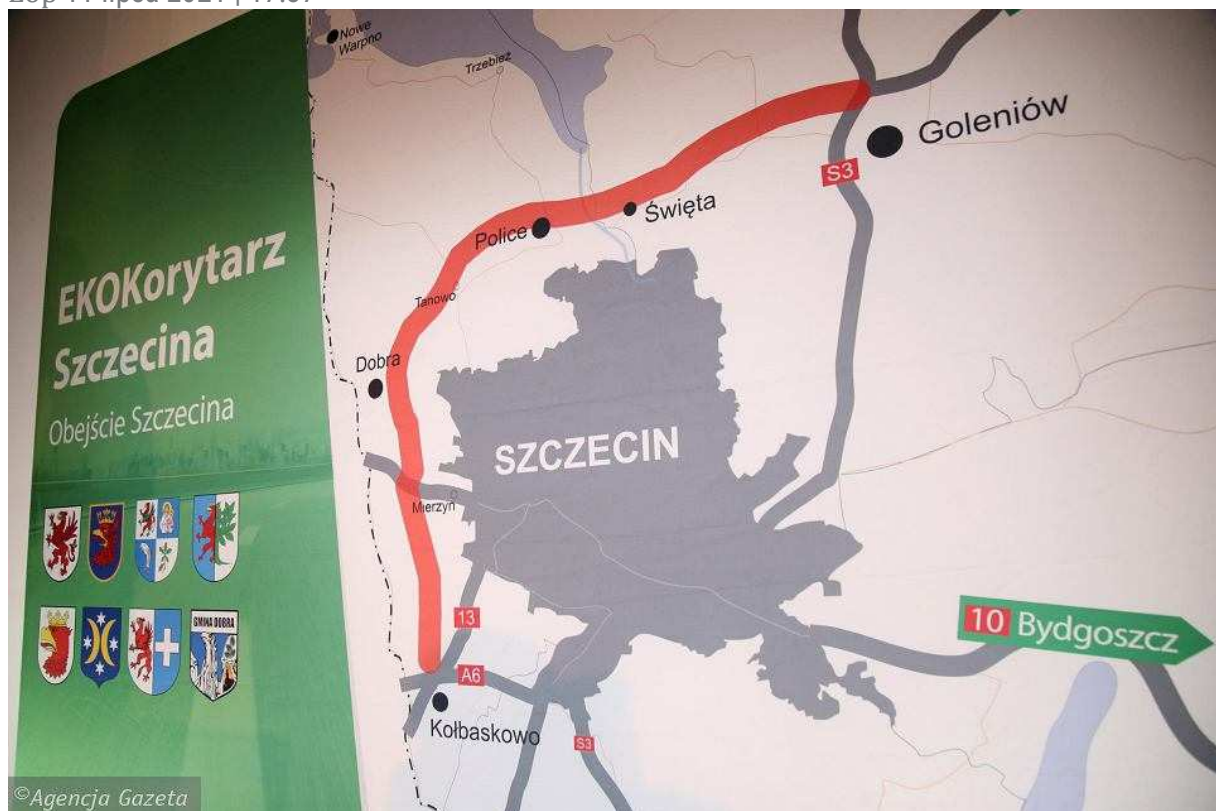 Nowe
Warpno
Trzebież
Goleniów
S3
Święta
Police
EKOKorytarz
Szczecina
Obejście Szczecina
Tanowo
Dobra
SZCZECIN
Mierzyn
13
10 Bydgoszcz
A6
Kołbaskowo
S3
GMINA DOBRA
©Agencja Gazeta